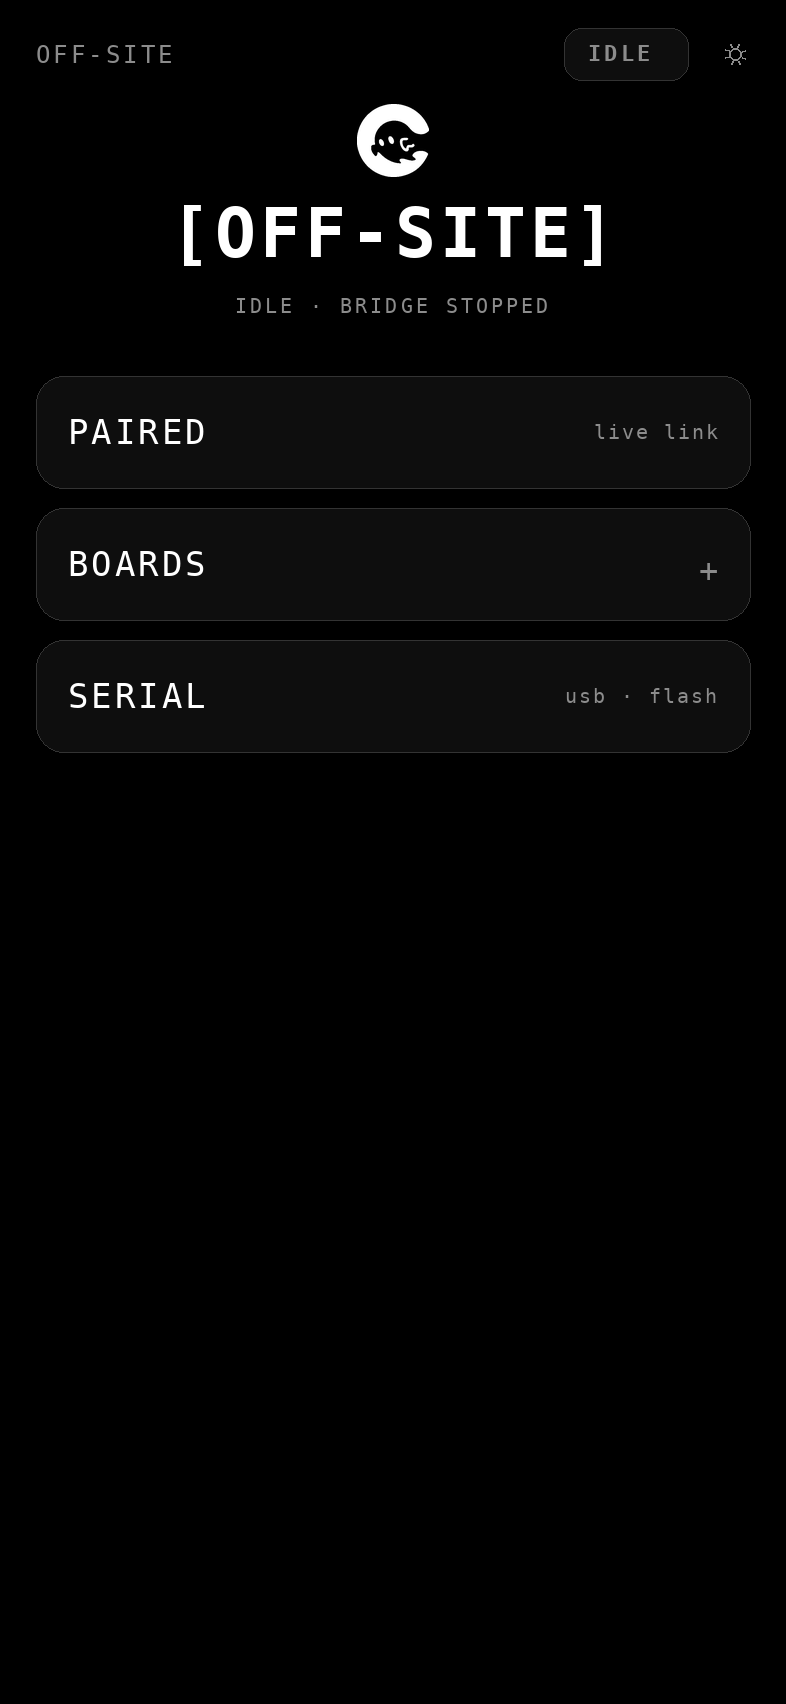 OFF-SITE IDLE
[OFF-SITE]
IDLE · BRIDGE STOPPED
PAIRED live link
BOARDS +
SERIAL usb · flash